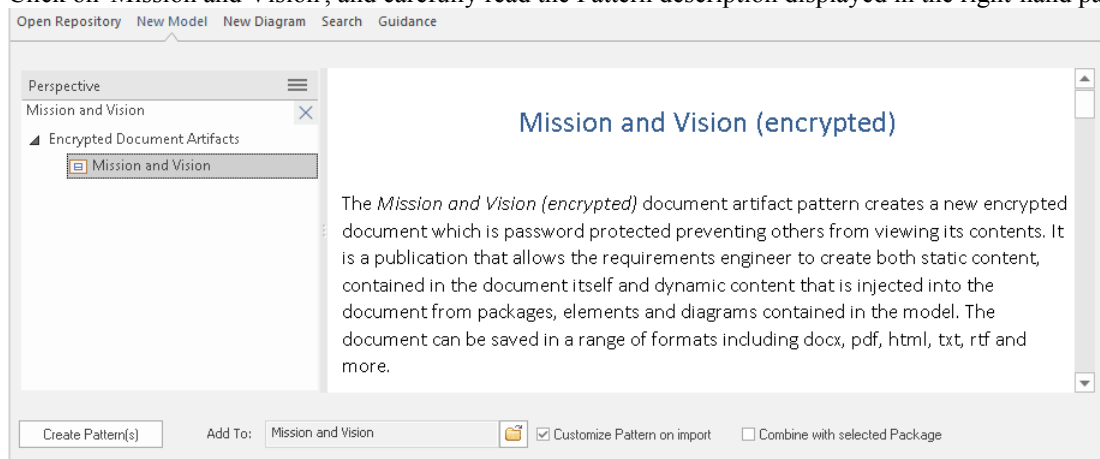 Click on 'Mission and Vision', and carefully read the Pattern description displayed in the right-hand
Open Repository New Model New Diagram Search Guidance
Perspective
Mission and Vision
Encrypted Document Artifacts
Mission and Vision
Mission and Vision (encrypted)
The Mission and Vision (encrypted) document artifact pattern creates a new encrypted
document which is password protected preventing others from viewing its contents. It
is a publication that allows the requirements engineer to create both static content,
contained in the document itself and dynamic content that is injected into the
document from packages, elements and diagrams contained in the model. The
document can be saved in a range of formats including docx, pdf, html, txt, rtf and
more.
Create Pattern(s) Add To: Mission and Vision Customize Pattern on import Combine with selected Package